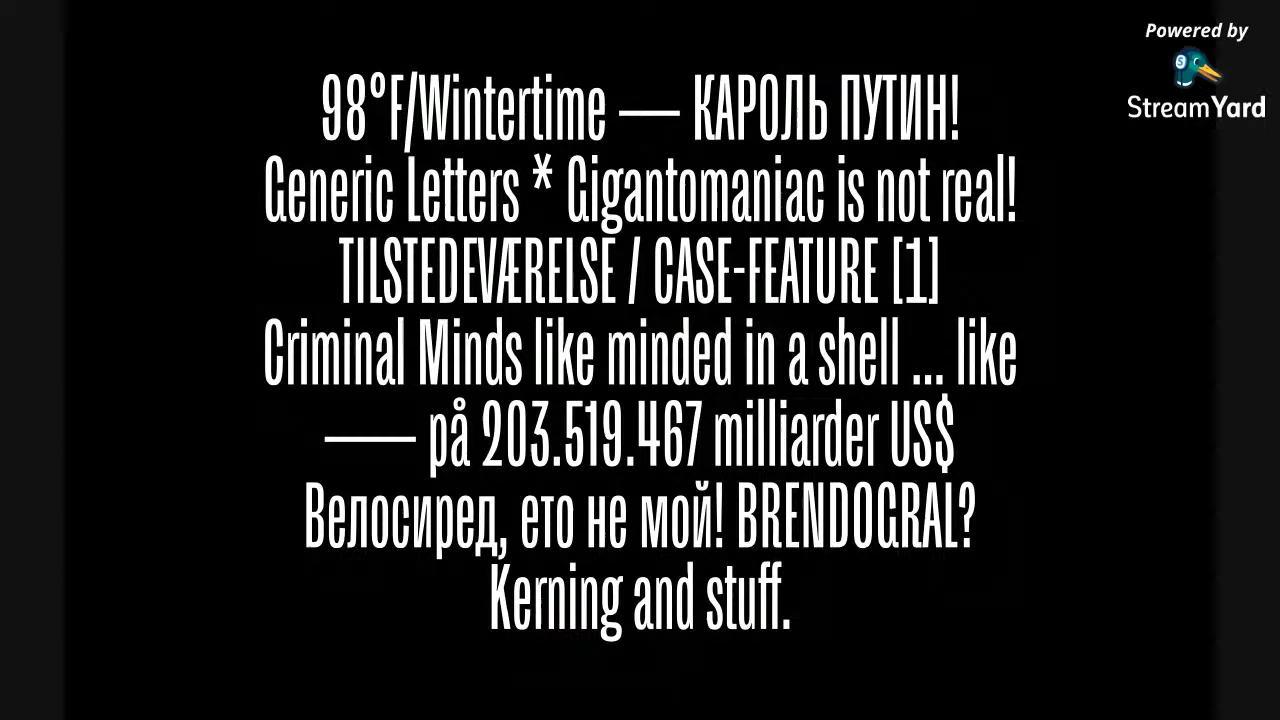 Powered by
StreamYard
98°F/Wintertime — КАРОЛЬ ПУТИН!
Generic Letters * Gigantomaniac is not real!
TILSTEDEVÆRELSE / CASE-FEATURE [1]
Criminal Minds like minded in a shell ... like
— på 203.519.467 milliarder US$
Велосиред, ето не мой! BRENDOGRAL?
Kerning and stuff.